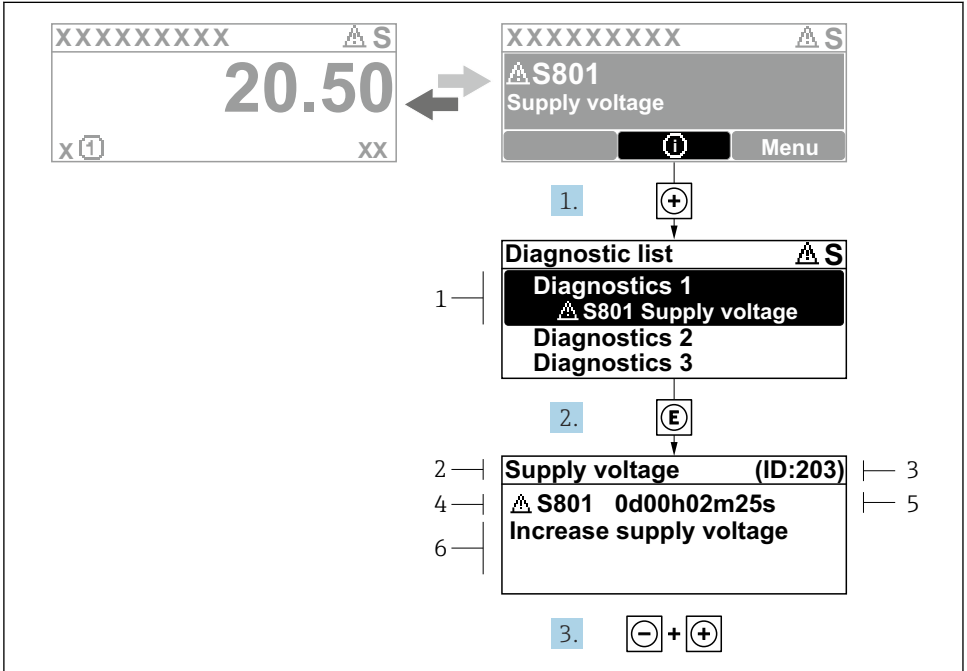 XXXXXXXXX ⚠ S
20.50
x ① XX
XXXXXXXXX ⚠ S
⚠ S801
Supply voltage
ⓘ Menu
1. +
Diagnostic list ⚠ S
1
Diagnostics 1
⚠ S801 Supply voltage
Diagnostics 2
Diagnostics 3
2. E
2 Supply voltage (ID:203) 3
4 ⚠ S801 0d00h02m25s 5
6 Increase supply voltage
3. - + +